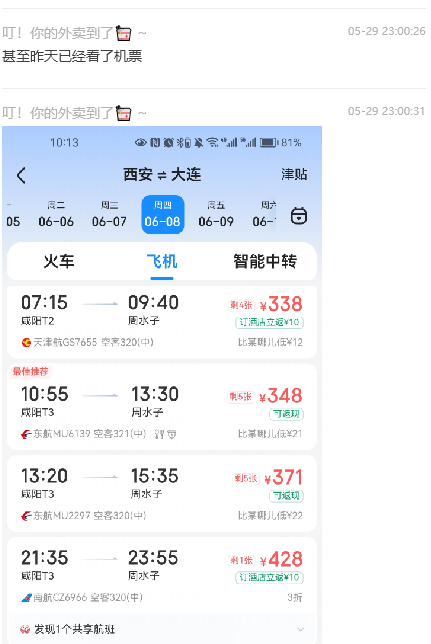 叮！你的外卖到了 ~ 05-29 23:00:26
甚至昨天已经看了机票
叮！你的外卖到了 ~ 05-29 23:00:31
10:13 81%
西安 ⇌ 大连 津贴
周二 周三 周四 周五 周六
05 06-06 06-07 06-08 06-09 06-
火车 飞机 智能中转
07:15 09:40 剩4张 ¥338
咸阳T2 周水子 订酒店立返¥10
天津航GS7655 空客320(中) 比某哪儿低¥12
最佳推荐
10:55 13:30 剩5张 ¥348
咸阳T3 周水子 可返现
东航MU6139 空客321(中) 比某哪儿低¥21
13:20 15:35 剩5张 ¥371
咸阳T3 周水子 可返现
东航MU2297 空客320(中) 比某哪儿低¥22
21:35 23:55 剩1张 ¥428
咸阳T3 周水子 订酒店立返¥10
南航CZ6966 空客320(中) 3折
发现1个共享航班